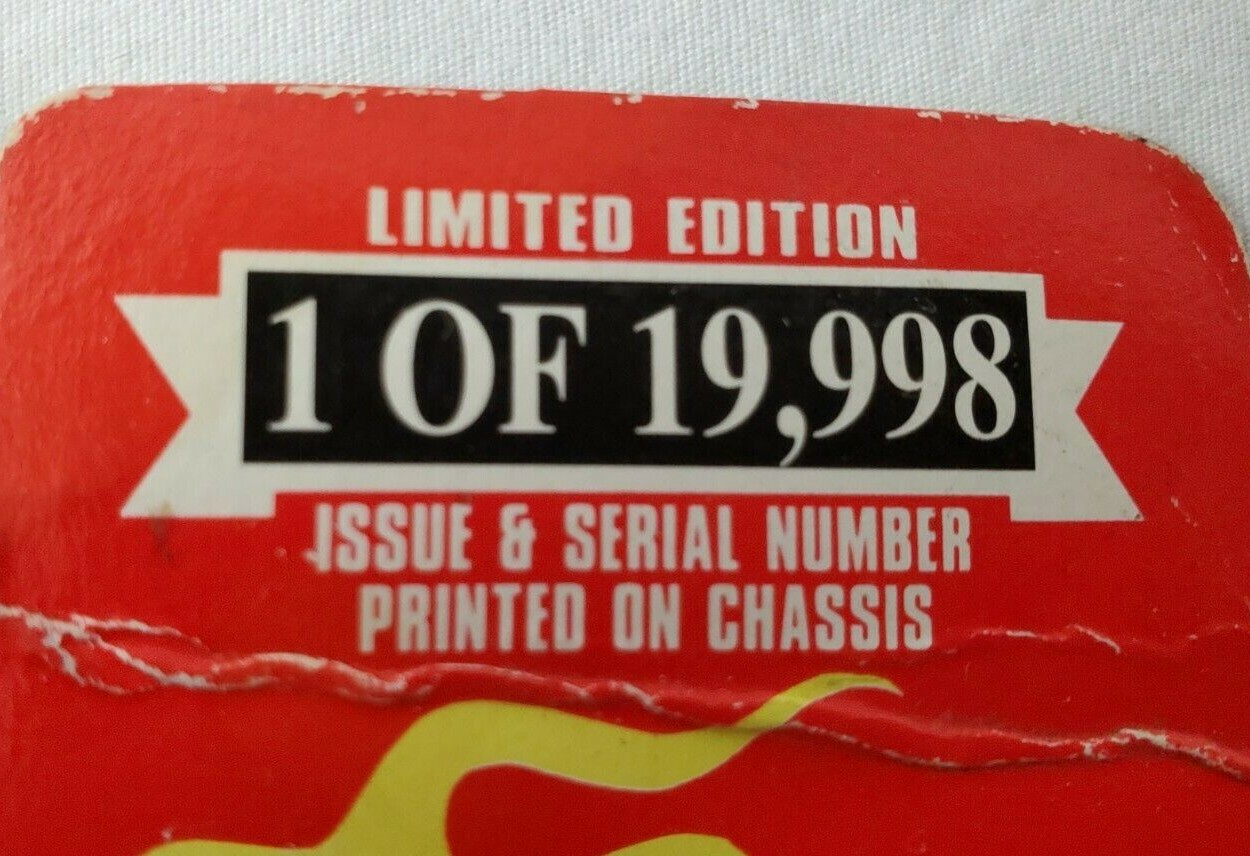 LIMITED EDITION
1 OF 19,998
ISSUE & SERIAL NUMBER
PRINTED ON CHASSIS